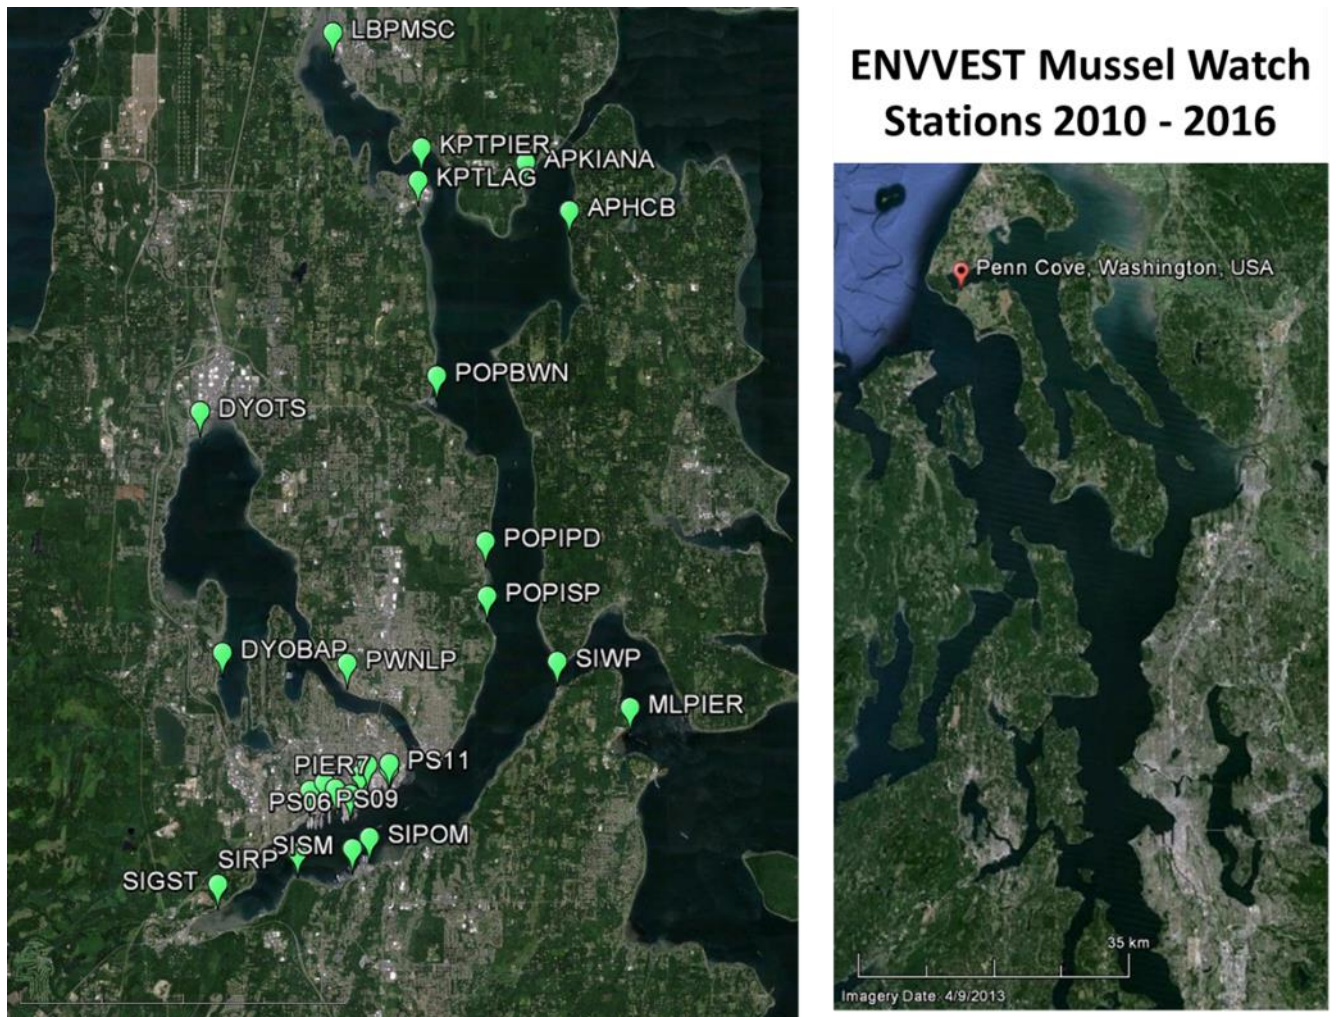 LBPMSC
KPTPIER
APKIANA
KPTLAG
APHCB
POPBWN
DYOTS
POPIPD
POPISP
DYOBAP
PWNLP
SIWP
MLPIER
PIER7
PS11
PS06
PS09
SISM
SIPOM
SIRP
SIGST
ENVVEST Mussel Watch
Stations 2010 - 2016
Penn Cove, Washington, USA
35 km
Imagery Date: 4/9/2013